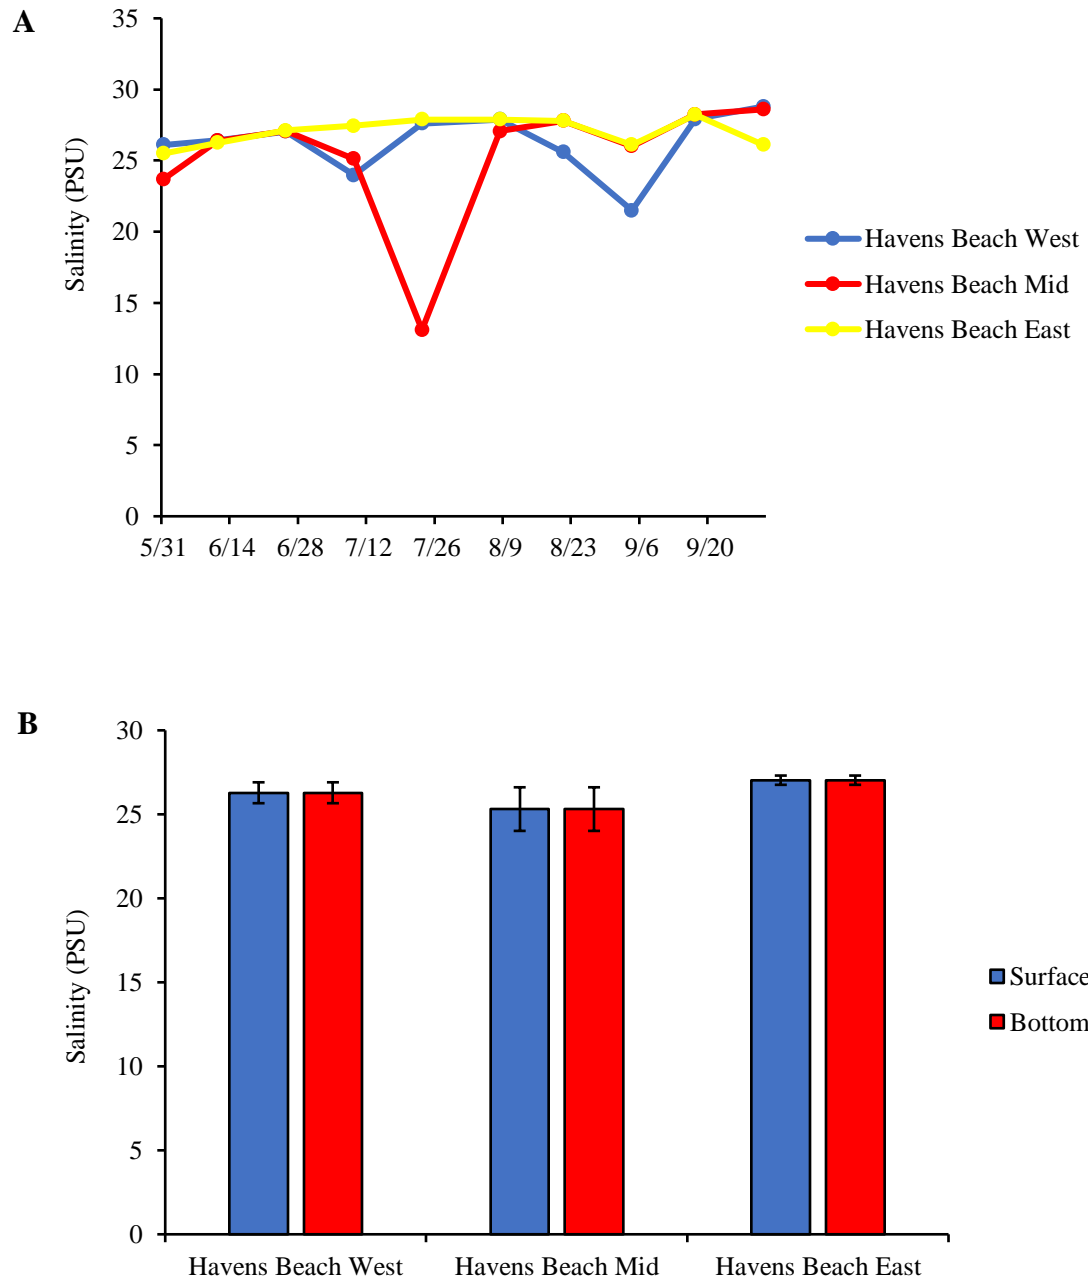 A
35
30
25
20
15
10
5
0
Salinity (PSU)
5/31 6/14 6/28 7/12 7/26 8/9 8/23 9/6 9/20
Havens Beach West
Havens Beach Mid
Havens Beach East
B
30
25
20
15
10
5
0
Salinity (PSU)
Havens Beach West Havens Beach Mid Havens Beach East
Surface
Bottom